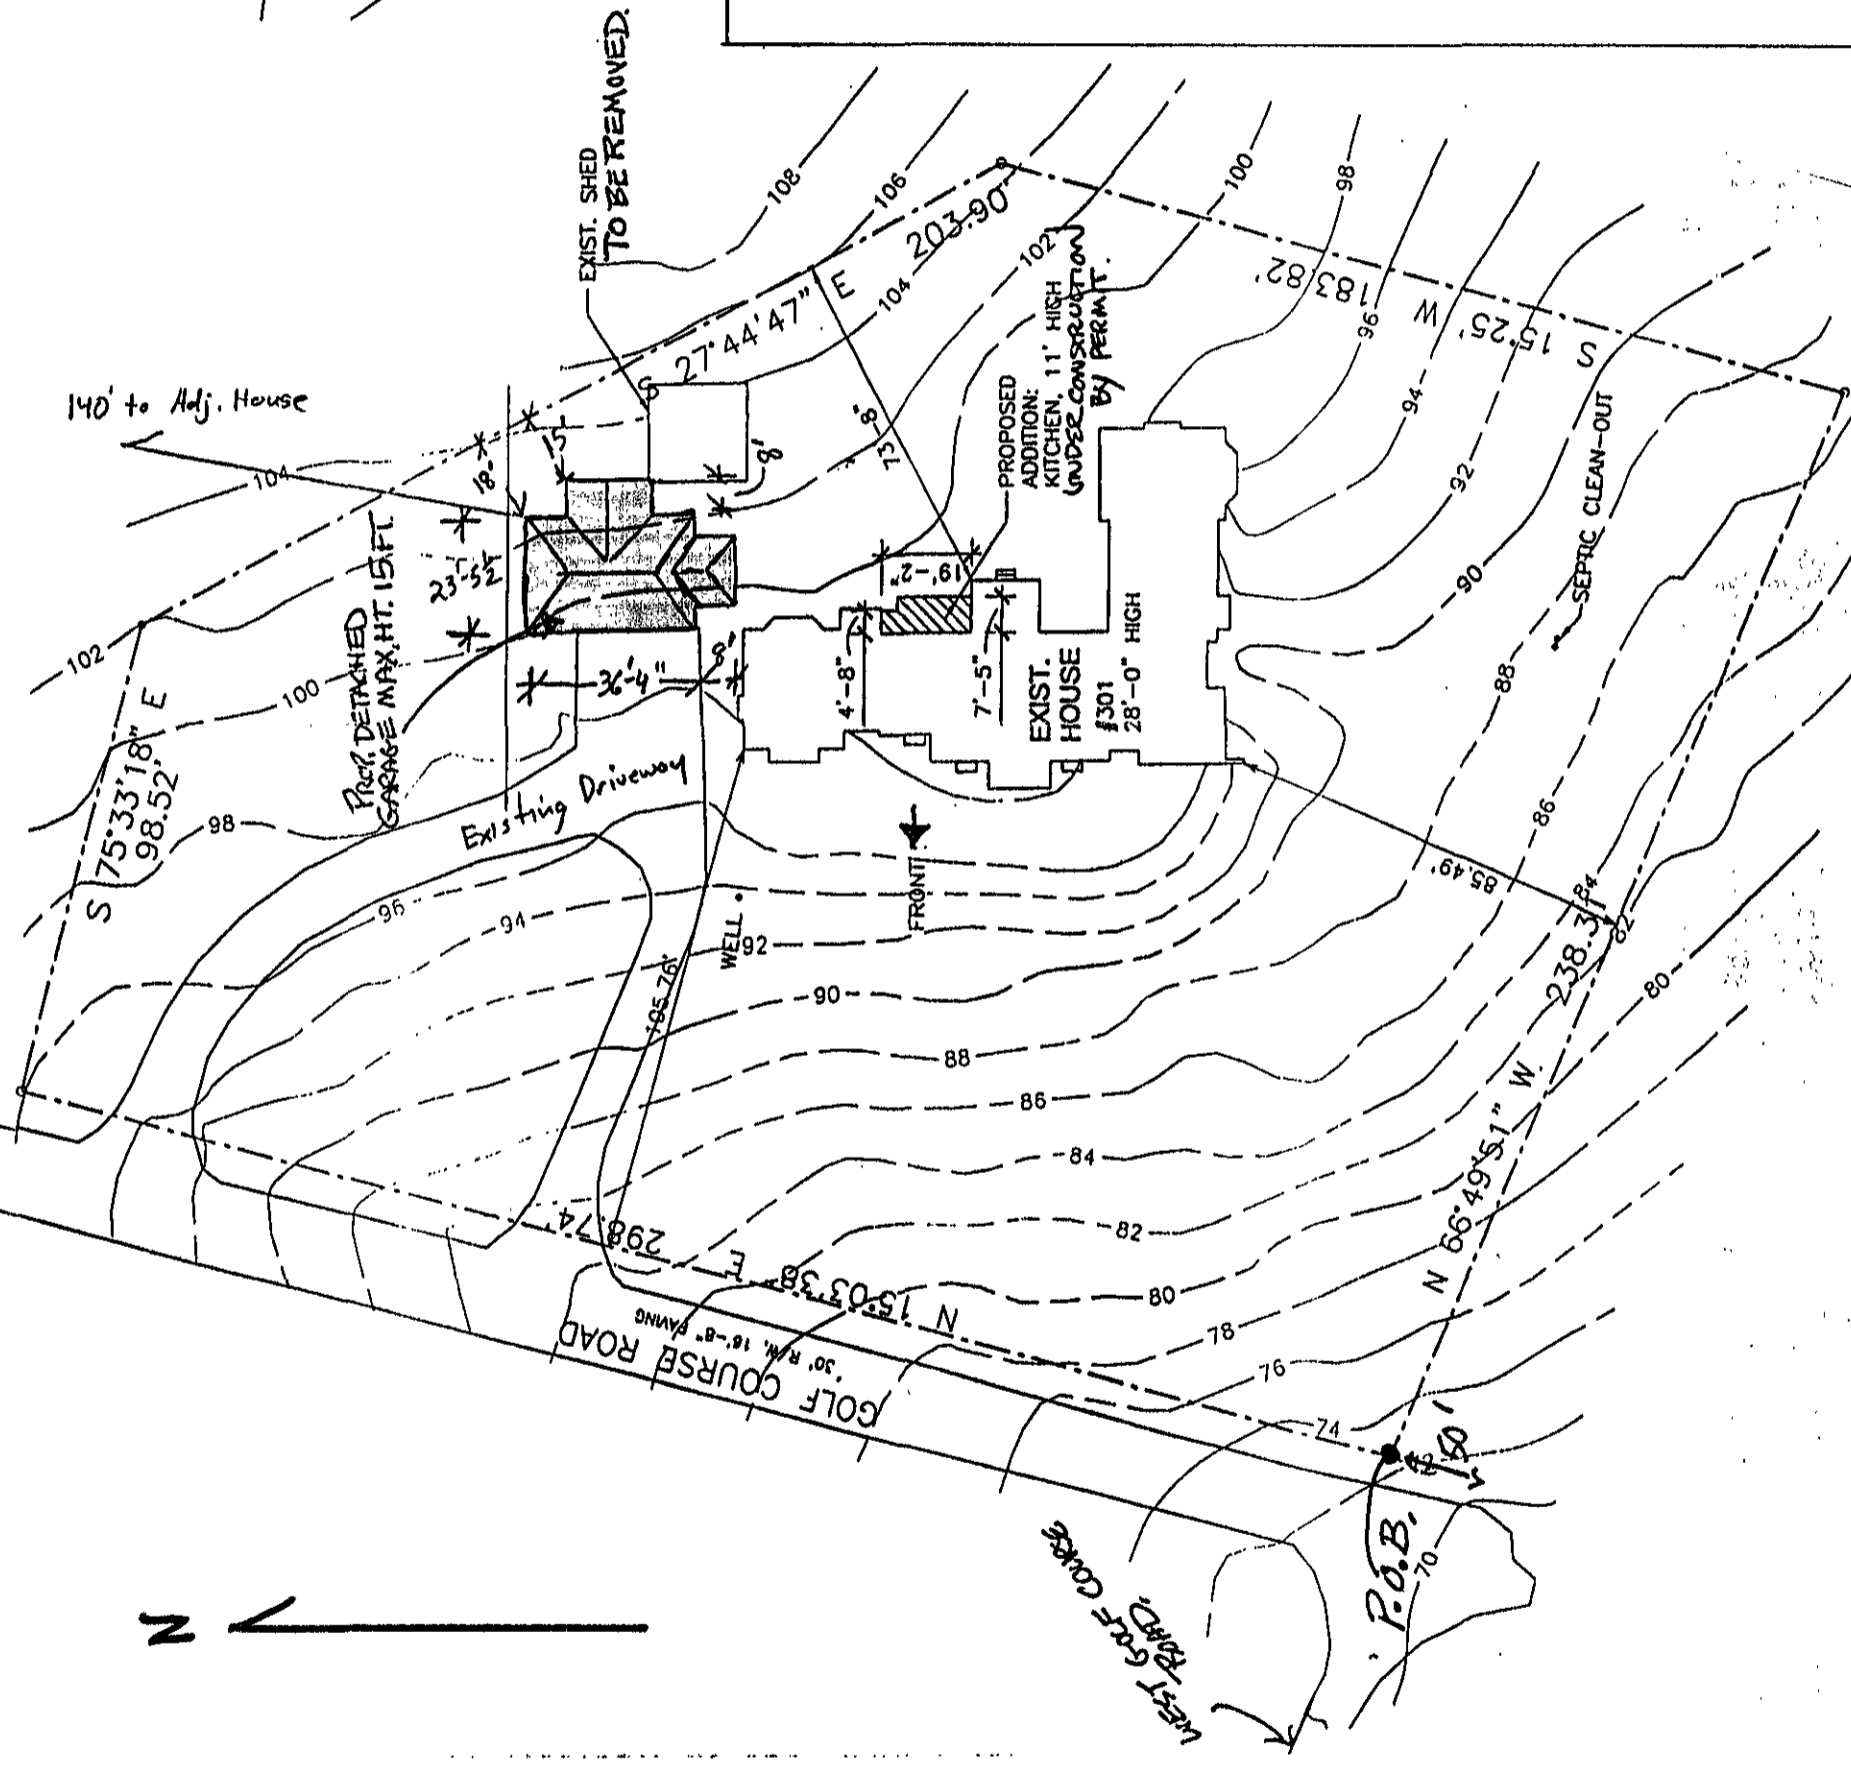 EXIST. SHED
TO BE REMOVED.
140' to Adj. House
108
106
104
102
100
98
96
94
92
90
88
86
84
82
80
S 27°44'47" E
203.90'
S 15°25' W
183.82'
PROPOSED
ADDITION:
KITCHEN, 11' HIGH
UNDER CONSTRUCTION
BY PERMIT.
73'-8"
15'
18'
8'
104
23'-5½"
PROP. DETACHED
GARAGE MAX. HT. 15 FT.
19'-2"
36'-4"
8'
4'-8"
7'-5"
EXIST.
HOUSE
#301
28'-0" HIGH
SEPTIC CLEAN-OUT
102
100
98
S 75°33'18" E
98.52'
Existing Driveway
FRONT
WELL
96
94
92
90
88
86
84
82
80
78
76
74
70
105.76'
85.49'
N 66°49'51" W
238.31'
N 15°03'38" E
298.74'
GOLF COURSE ROAD
30' R/W, 16'-8" PAVING
50'
P.O.B.
WEST GOLF COURSE
ROAD.
N